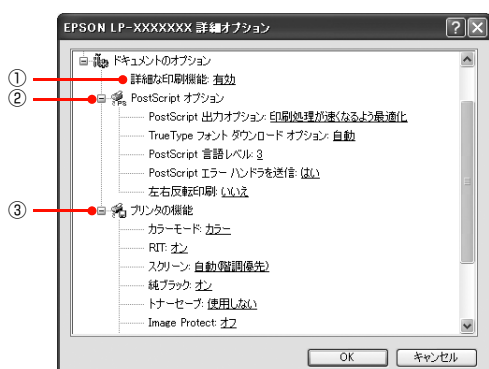 EPSON LP-XXXXXXX 詳細オプション
ドキュメントのオプション
① 詳細な印刷機能: 有効
② PostScript オプション
PostScript 出力オプション: 印刷処理が速くなるよう最適化
TrueType フォント ダウンロード オプション: 自動
PostScript 言語レベル: 3
PostScript エラー ハンドラを送信: はい
左右反転印刷: いいえ
③ プリンタの機能
カラーモード: カラー
RIT: オン
スクリーン: 自動(階調優先)
純ブラック: オン
トナーセーブ: 使用しない
Image Protect: オフ
OK キャンセル